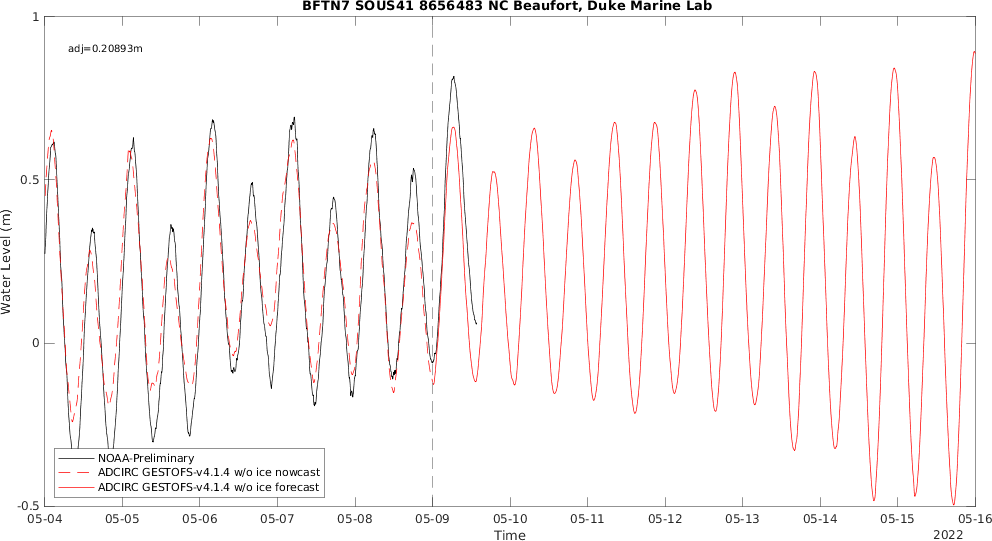 BFTN7 SOUS41 8656483 NC Beaufort, Duke Marine Lab
adj=0.20893m
1
0.5
0
-0.5
Water Level (m)
NOAA-Preliminary
ADCIRC GESTOFS-v4.1.4 w/o ice nowcast
ADCIRC GESTOFS-v4.1.4 w/o ice forecast
05-04 05-05 05-06 05-07 05-08 05-09 05-10 05-11 05-12 05-13 05-14 05-15 05-16
Time
2022